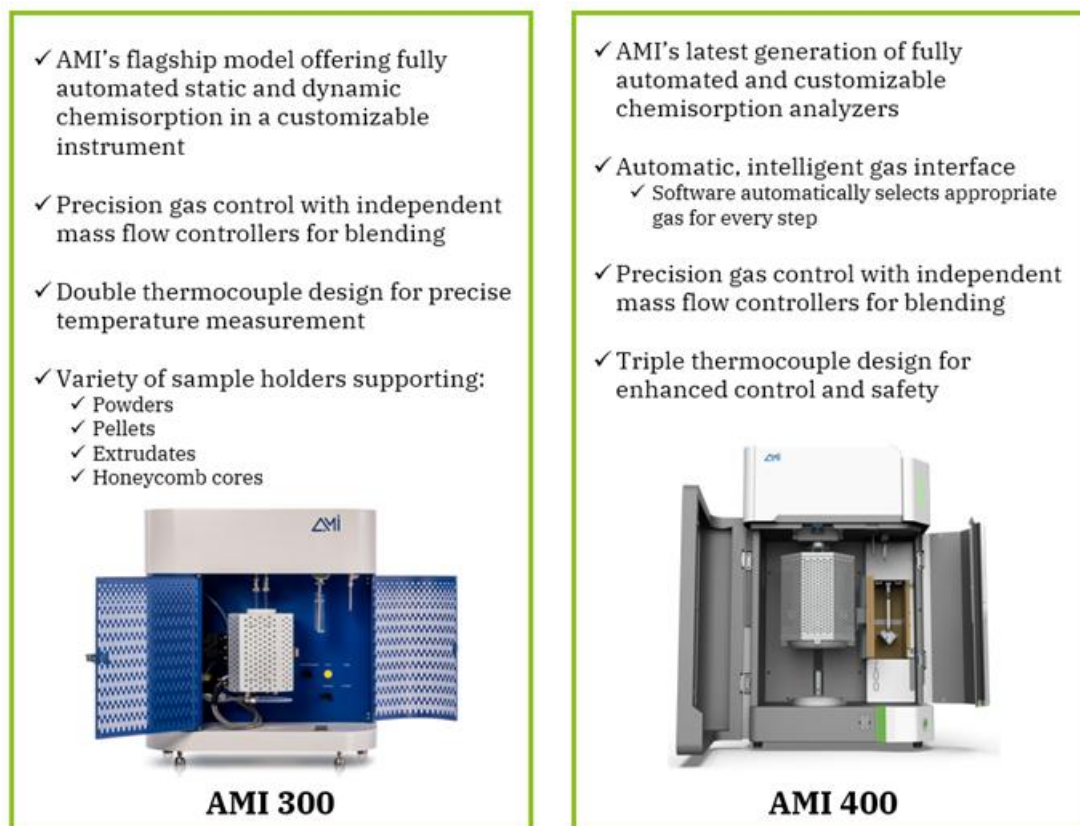 ✓ AMI's flagship model offering fully
automated static and dynamic
chemisorption in a customizable
instrument
✓ Precision gas control with independent
mass flow controllers for blending
✓ Double thermocouple design for precise
temperature measurement
✓ Variety of sample holders supporting:
✓ Powders
✓ Pellets
✓ Extrudates
✓ Honeycomb cores
AMI
AMI 300
✓ AMI's latest generation of fully
automated and customizable
chemisorption analyzers
✓ Automatic, intelligent gas interface
✓ Software automatically selects appropriate
gas for every step
✓ Precision gas control with independent
mass flow controllers for blending
✓ Triple thermocouple design for
enhanced control and safety
AMI
AMI 400